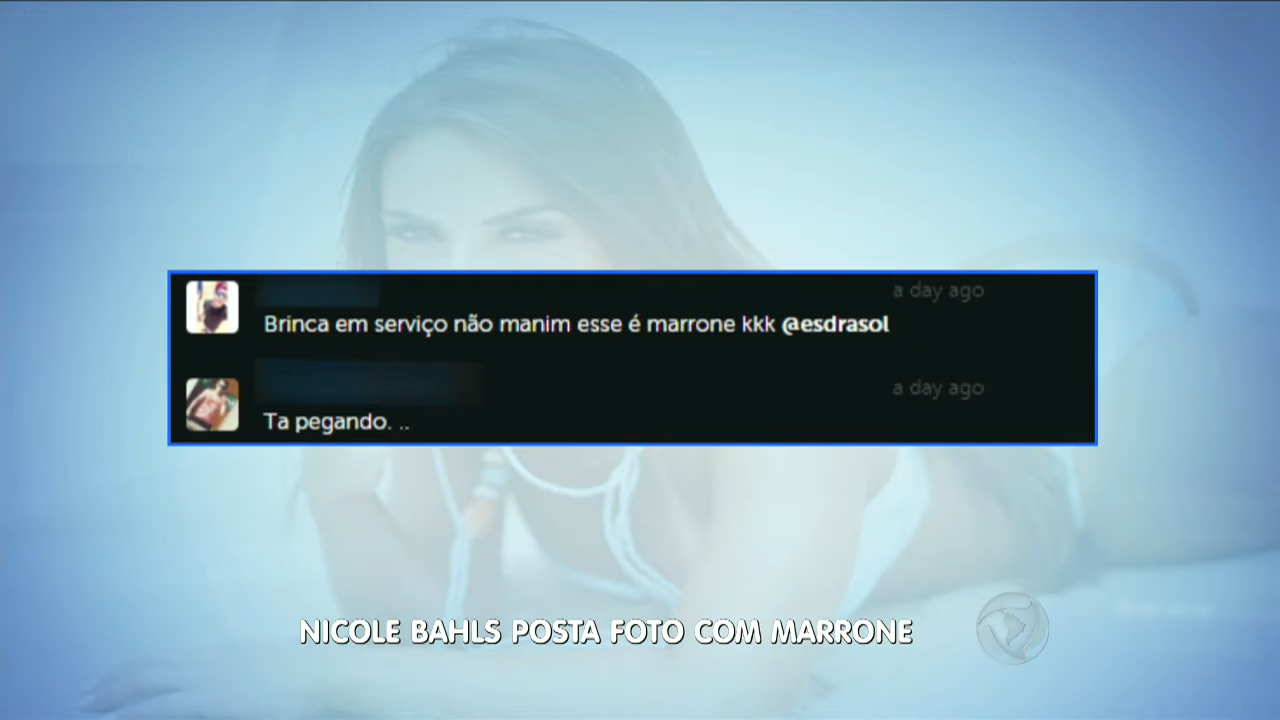 a day ago
Brinca em serviço não manim esse é marrone kkk @esdrasol
a day ago
Ta pegando. ..
NICOLE BAHLS POSTA FOTO COM MARRONE